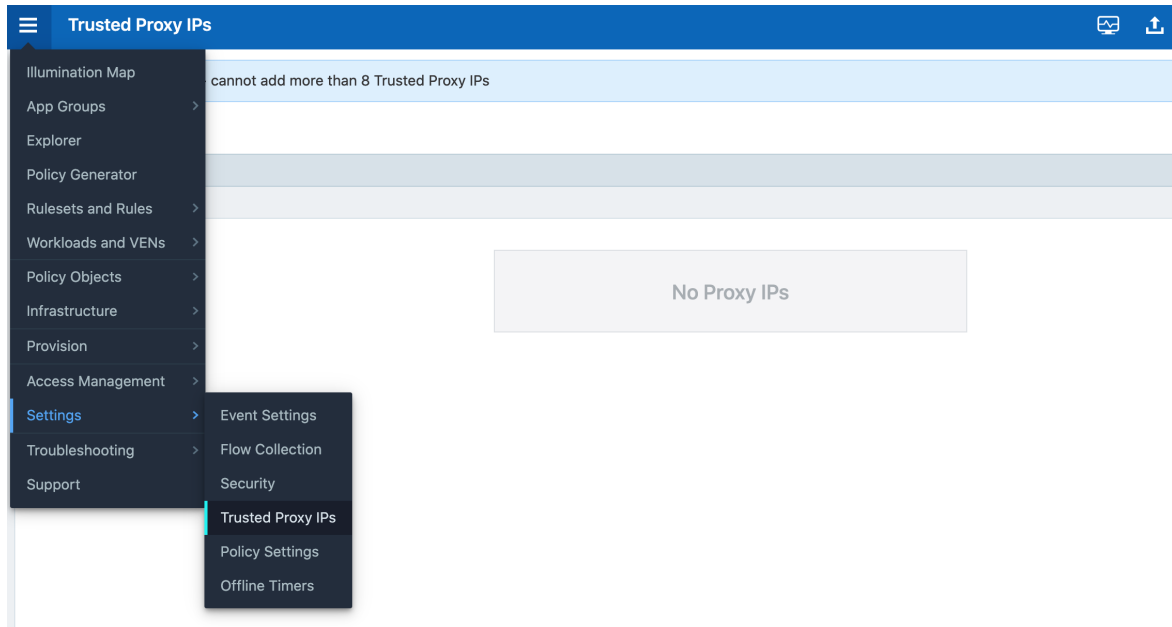 Trusted Proxy IPs
Illumination Map
cannot add more than 8 Trusted Proxy IPs
App Groups
Explorer
Policy Generator
Rulesets and Rules
Workloads and VENs
Policy Objects
Infrastructure
Provision
Access Management
Settings
Troubleshooting
Support
Event Settings
Flow Collection
Security
Trusted Proxy IPs
Policy Settings
Offline Timers
No Proxy IPs